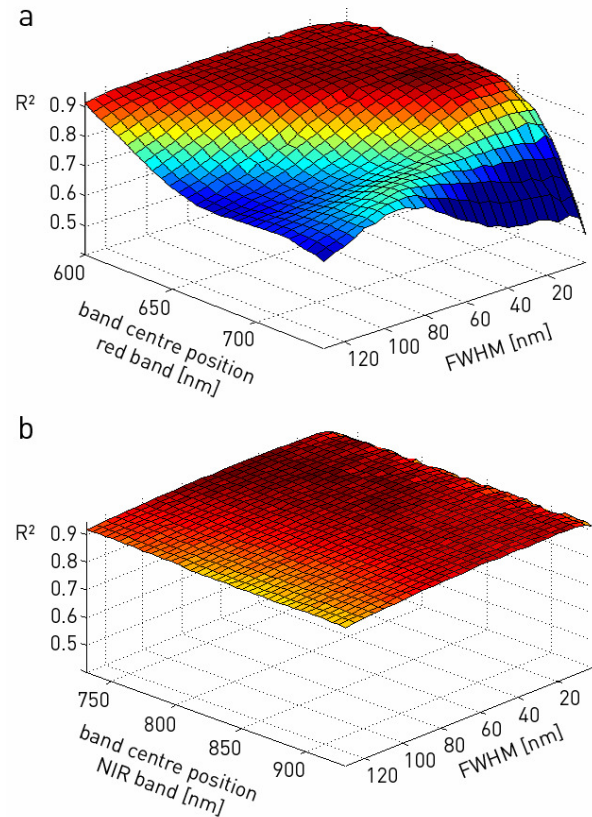 a
R²
0.9
0.8
0.7
0.6
0.5
600
650
700
band centre position
red band [nm]
120
100
80
60
40
20
FWHM [nm]
b
R²
0.9
0.8
0.7
0.6
0.5
750
800
850
900
band centre position
NIR band [nm]
120
100
80
60
40
20
FWHM [nm]